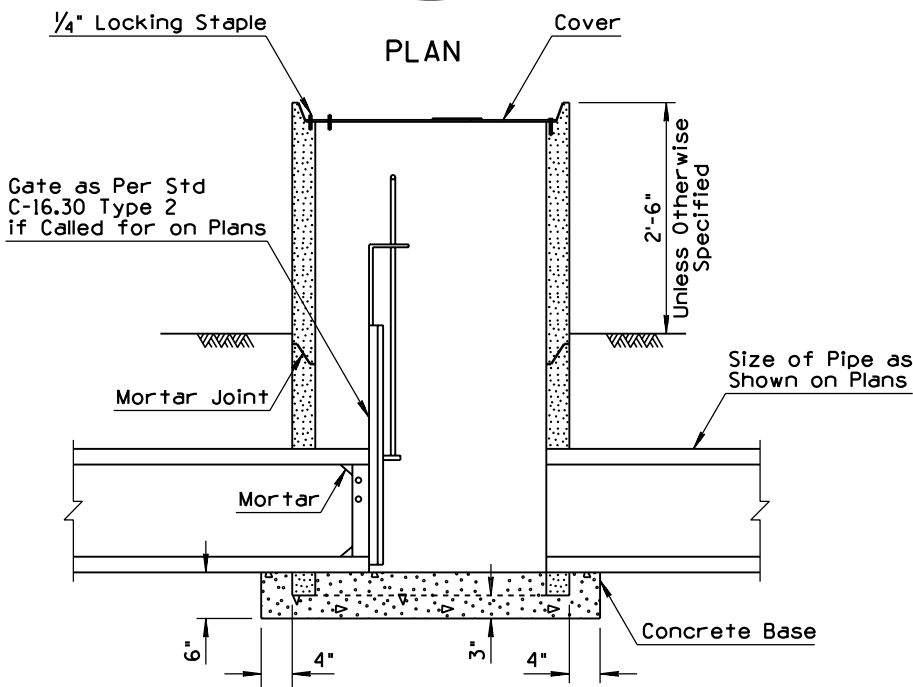 1/4" Locking Staple
Cover
PLAN
Gate as Per Std
C-16.30 Type 2
if Called for on Plans
2'-6"
Unless Otherwise
Specified
Size of Pipe as
Shown on Plans
Mortar Joint
Mortar
Concrete Base
6"
4"
3"
4"